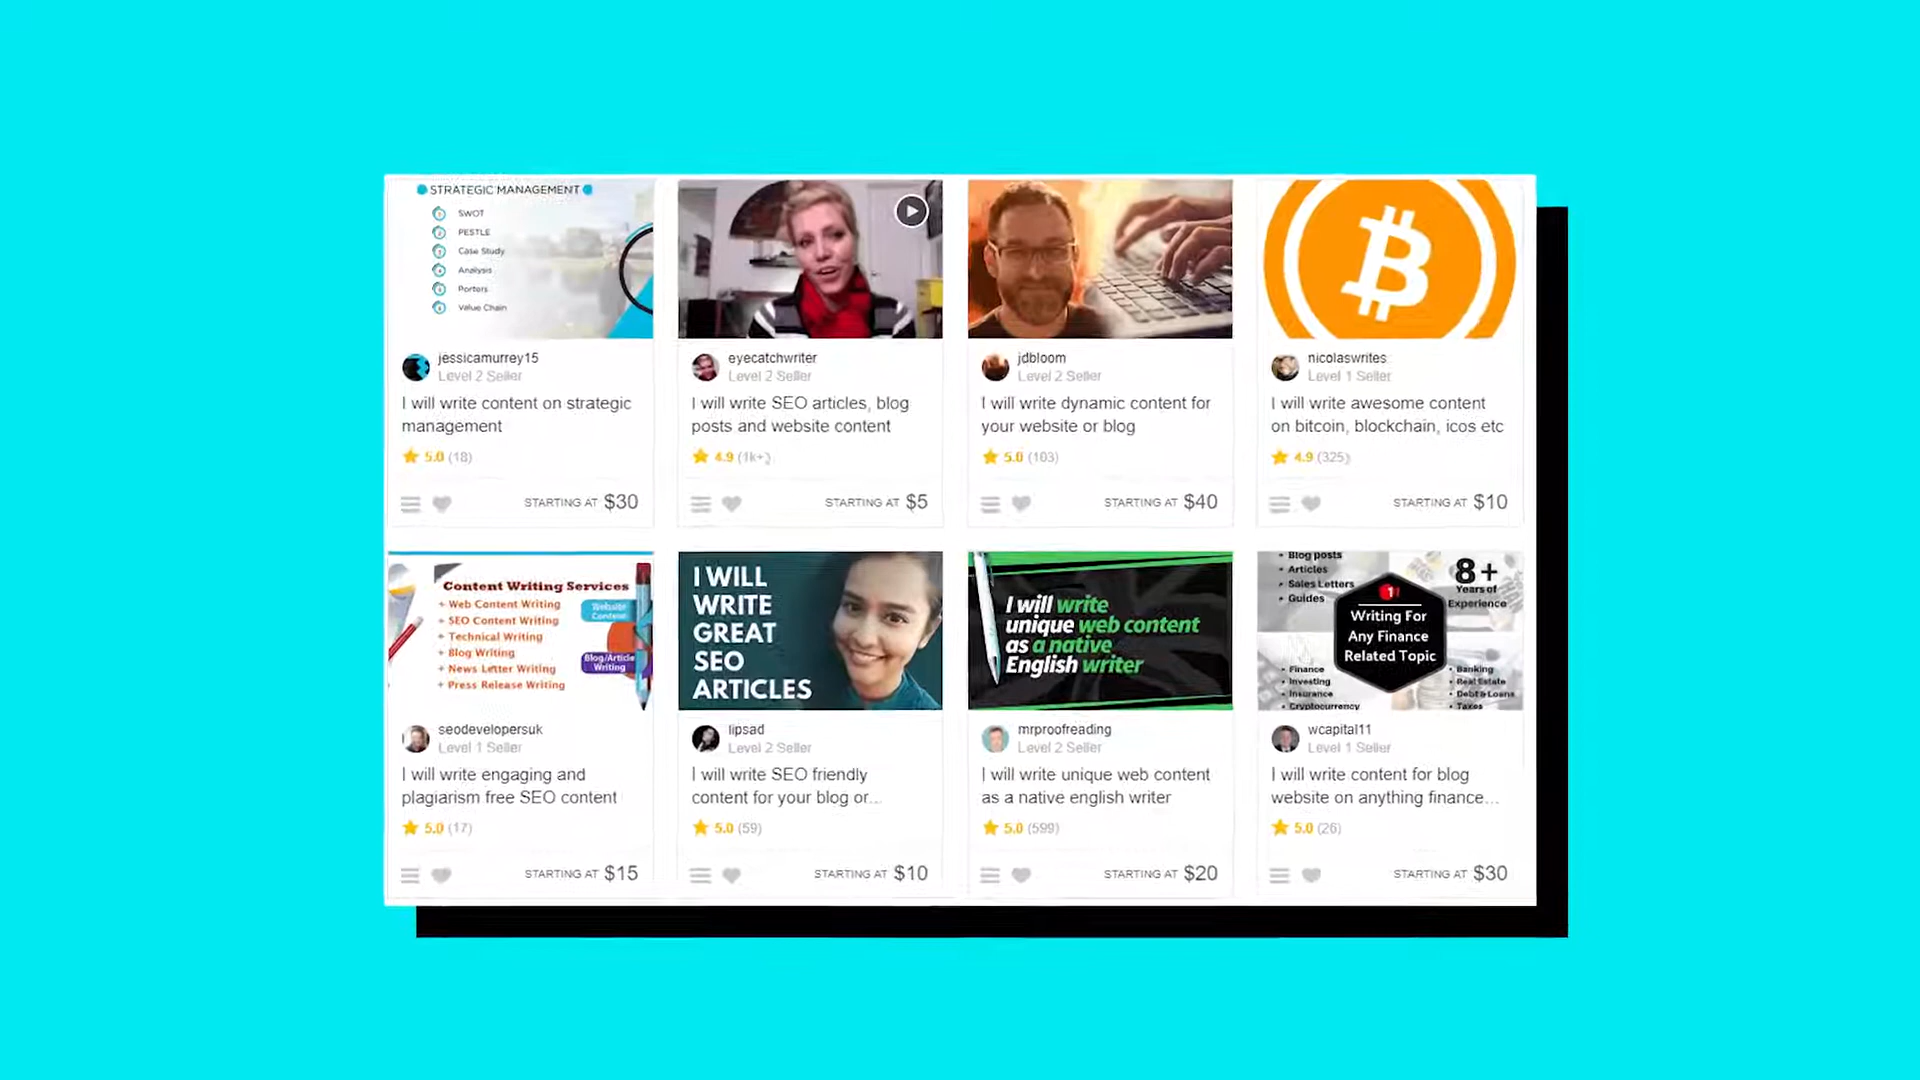 STRATEGIC MANAGEMENT
SWOT
PESTLE
Case Study
Analysis
Porters
Value Chain
jessicamurrey15
Level 2 Seller
I will write content on strategic
management
5.0 (18)
STARTING AT $30
eyecatchwriter
Level 2 Seller
I will write SEO articles, blog
posts and website content
4.9 (1k+)
STARTING AT $5
jdbloom
Level 2 Seller
I will write dynamic content for
your website or blog
5.0 (103)
STARTING AT $40
nicolaswrites
Level 1 Seller
I will write awesome content
on bitcoin, blockchain, icos etc
4.9 (325)
STARTING AT $10
Content Writing Services
+ Web Content Writing
+ SEO Content Writing
+ Technical Writing
+ Blog Writing
+ News Letter Writing
+ Press Release Writing
Website
Content
Blog/Article
Writing
seodevelopersuk
Level 1 Seller
I will write engaging and
plagiarism free SEO content
5.0 (17)
STARTING AT $15
I WILL
WRITE
GREAT
SEO
ARTICLES
lipsad
Level 2 Seller
I will write SEO friendly
content for your blog or...
5.0 (59)
STARTING AT $10
I will write
unique web content
as a native
English writer
mrproofreading
Level 2 Seller
I will write unique web content
as a native english writer
5.0 (599)
STARTING AT $20
Blog posts
Articles
Sales Letters
Guides
8+
Years of
Experience
1
Writing For
Any Finance
Related Topic
Finance
Investing
Insurance
Cryptocurrency
Banking
Real Estate
Debt & Loans
Taxes
wcapital11
Level 1 Seller
I will write content for blog
website on anything finance...
5.0 (26)
STARTING AT $30